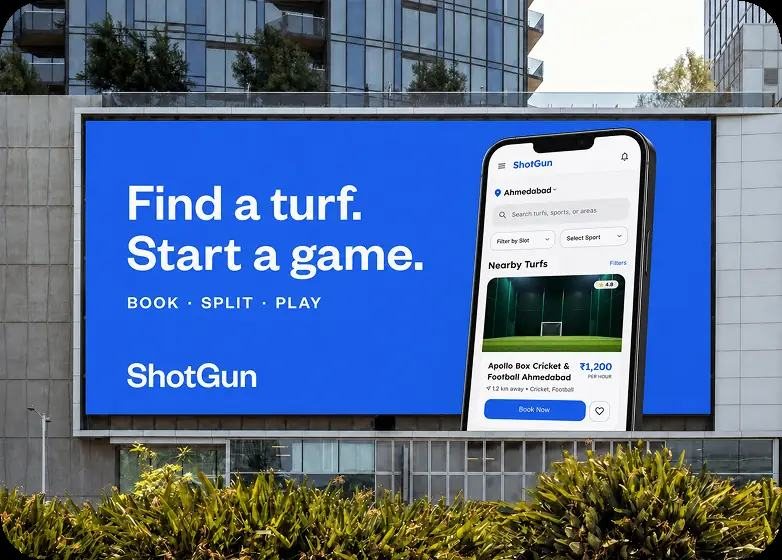 Find a turf.
Start a game.
BOOK · SPLIT · PLAY
ShotGun
ShotGun
Ahmedabad
Search turfs, sports, or areas
Filter by Slot
Select Sport
Nearby Turfs
Filters
4.8
Apollo Box Cricket &
Football Ahmedabad
₹1,200
PER HOUR
1.2 km away • Cricket, Football
Book Now